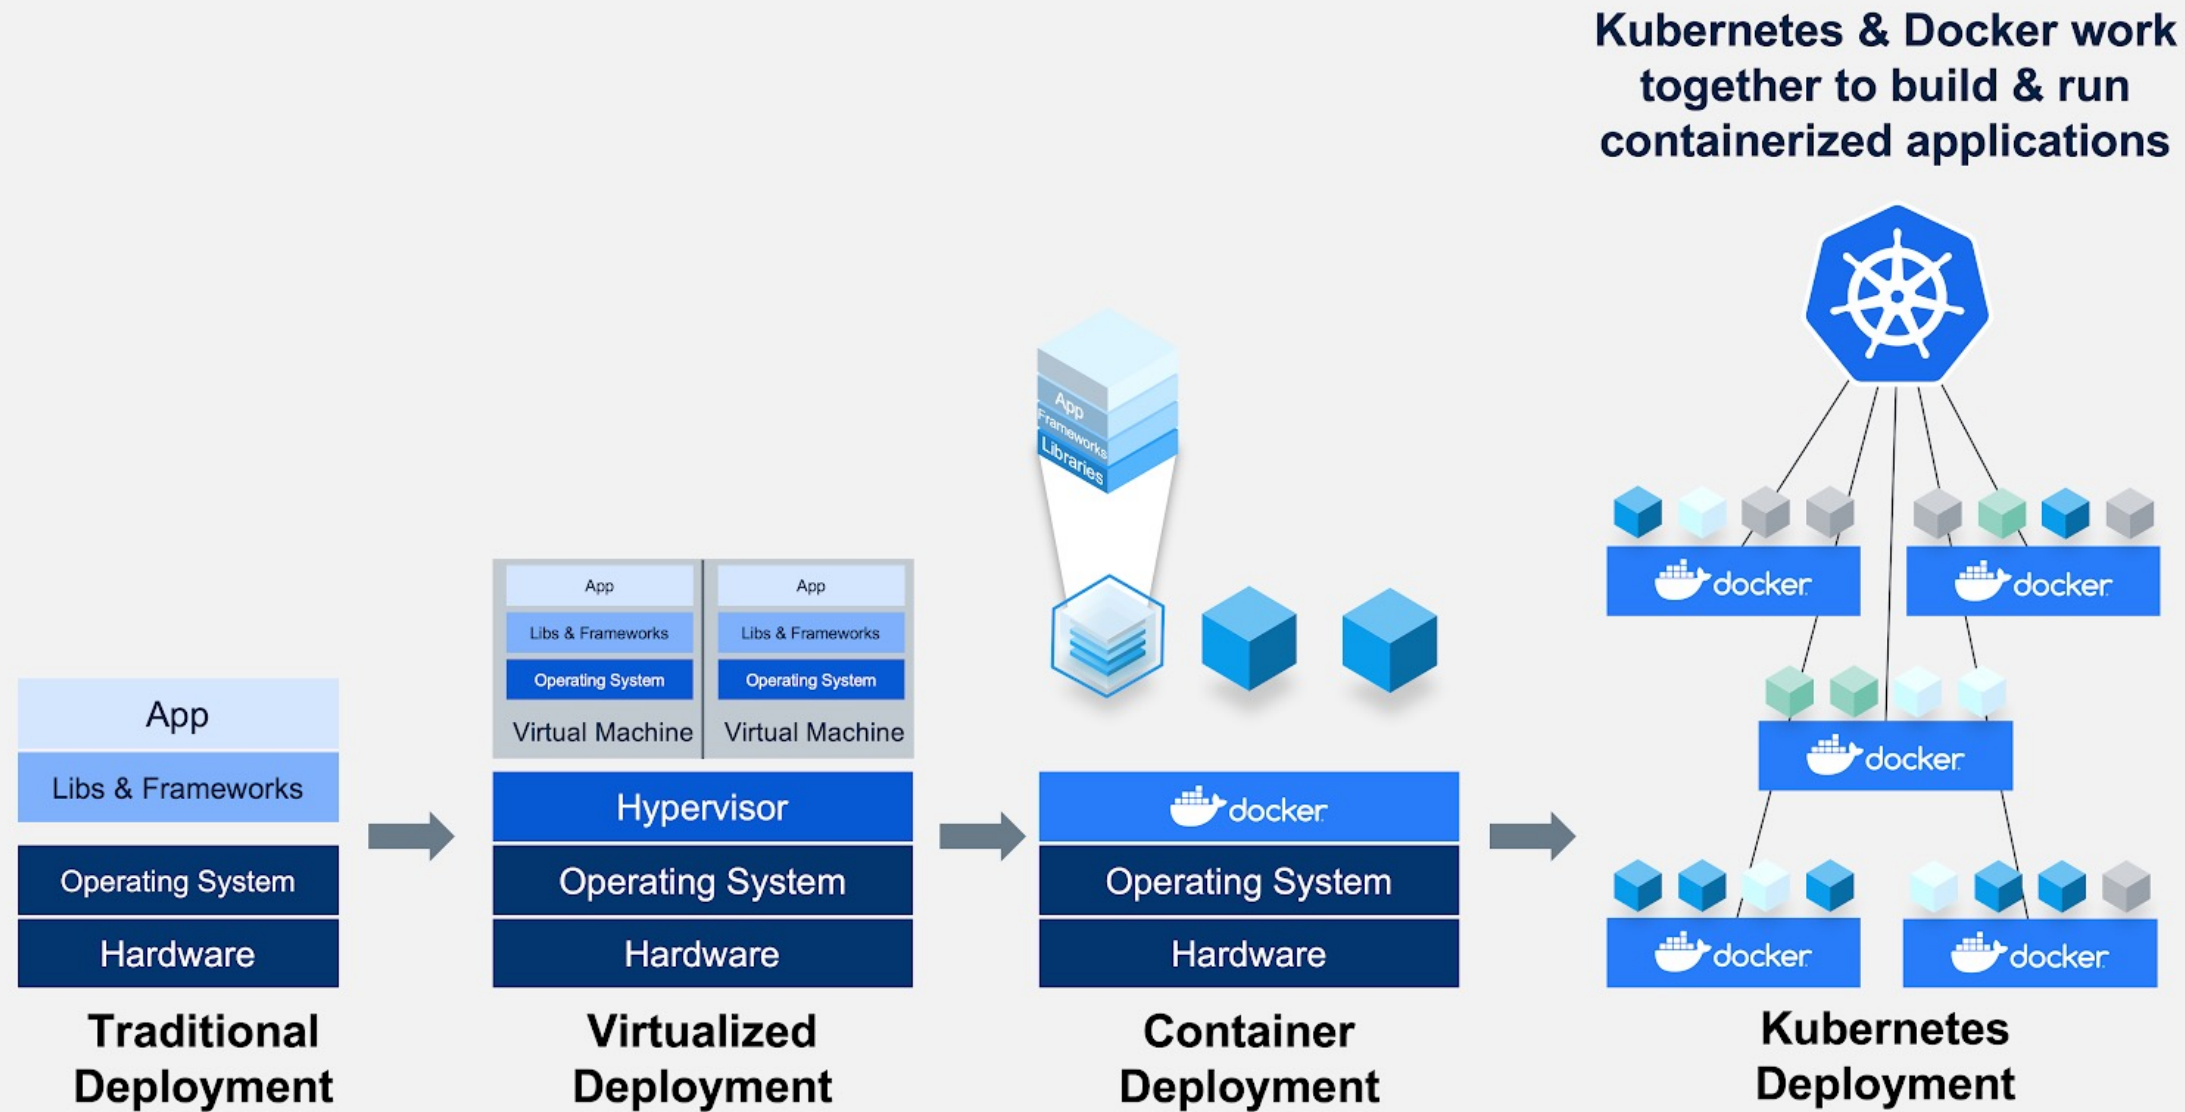 Kubernetes & Docker work
together to build & run
containerized applications
App
Libs & Frameworks
Operating System
Hardware
Traditional
Deployment
App
Libs & Frameworks
Operating System
Virtual Machine
App
Libs & Frameworks
Operating System
Virtual Machine
Hypervisor
Operating System
Hardware
Virtualized
Deployment
App
Frameworks
Libraries
docker
Operating System
Hardware
Container
Deployment
docker
docker
docker
docker
docker
Kubernetes
Deployment